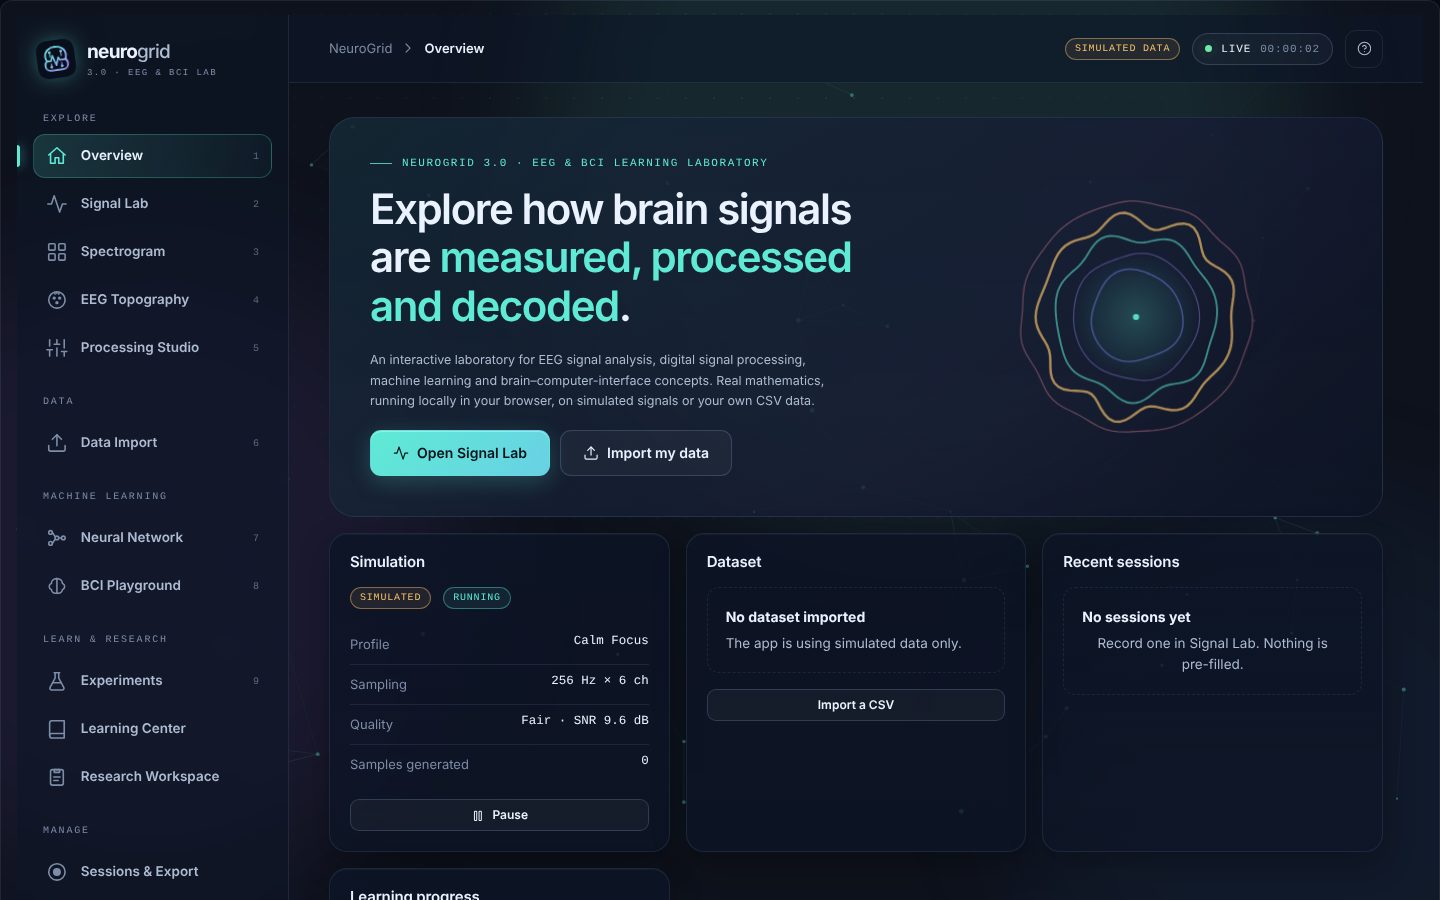 neurogrid
3.0 · EEG & BCI LAB
EXPLORE
Overview 1
Signal Lab 2
Spectrogram 3
EEG Topography 4
Processing Studio 5
DATA
Data Import 6
MACHINE LEARNING
Neural Network 7
BCI Playground 8
LEARN & RESEARCH
Experiments 9
Learning Center
Research Workspace
MANAGE
Sessions & Export
NeuroGrid > Overview
SIMULATED DATA
LIVE 00:00:02
NEUROGRID 3.0 · EEG & BCI LEARNING LABORATORY
Explore how brain signals
are measured, processed
and decoded.
An interactive laboratory for EEG signal analysis, digital signal processing,
machine learning and brain–computer-interface concepts. Real mathematics,
running locally in your browser, on simulated signals or your own CSV data.
Open Signal Lab
Import my data
Simulation
SIMULATED
RUNNING
Profile Calm Focus
Sampling 256 Hz × 6 ch
Quality Fair · SNR 9.6 dB
Samples generated 0
Pause
Dataset
No dataset imported
The app is using simulated data only.
Import a CSV
Recent sessions
No sessions yet
Record one in Signal Lab. Nothing is
pre-filled.
Learning progress